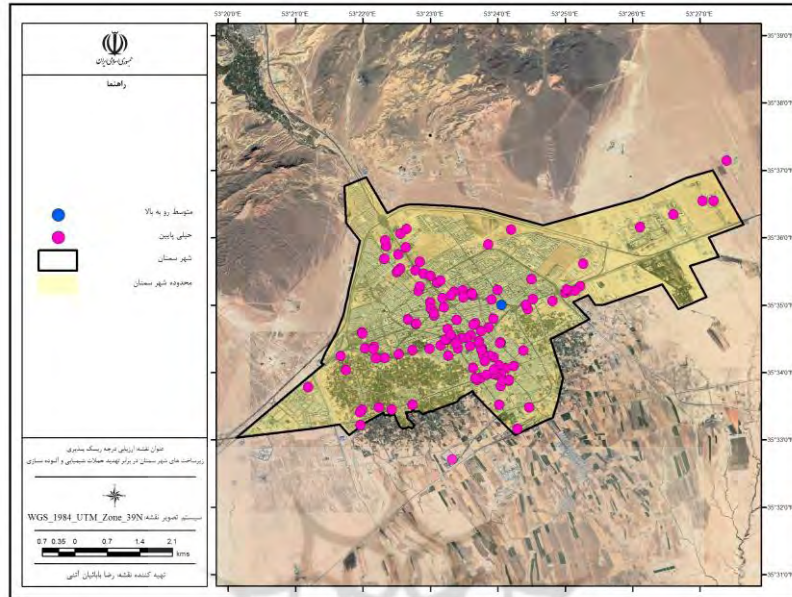 53°20'0"E 53°21'0"E 53°22'0"E 53°23'0"E 53°24'0"E 53°25'0"E 53°26'0"E 53°27'0"E
جمهوری اسلامی ایران
راهنما
متوسط رو به بالا
خیلی پایین
شهر سمنان
محدوده شهر سمنان
عنوان نقشه: ارزیابی درجه ریسک پذیری
زیرساخت های شهر سمنان در برابر تهدید حملات شیمیایی و آلوده سازی
سیستم تصویر نقشه: WGS_1984_UTM_Zone_39N
0.7 0.35 0 0.7 1.4 2.1
kms
تهیه کننده نقشه: رضا بابائیان آتنی
35°39'0"N
35°38'0"N
35°37'0"N
35°36'0"N
35°35'0"N
35°34'0"N
35°33'0"N
35°32'0"N
35°31'0"N